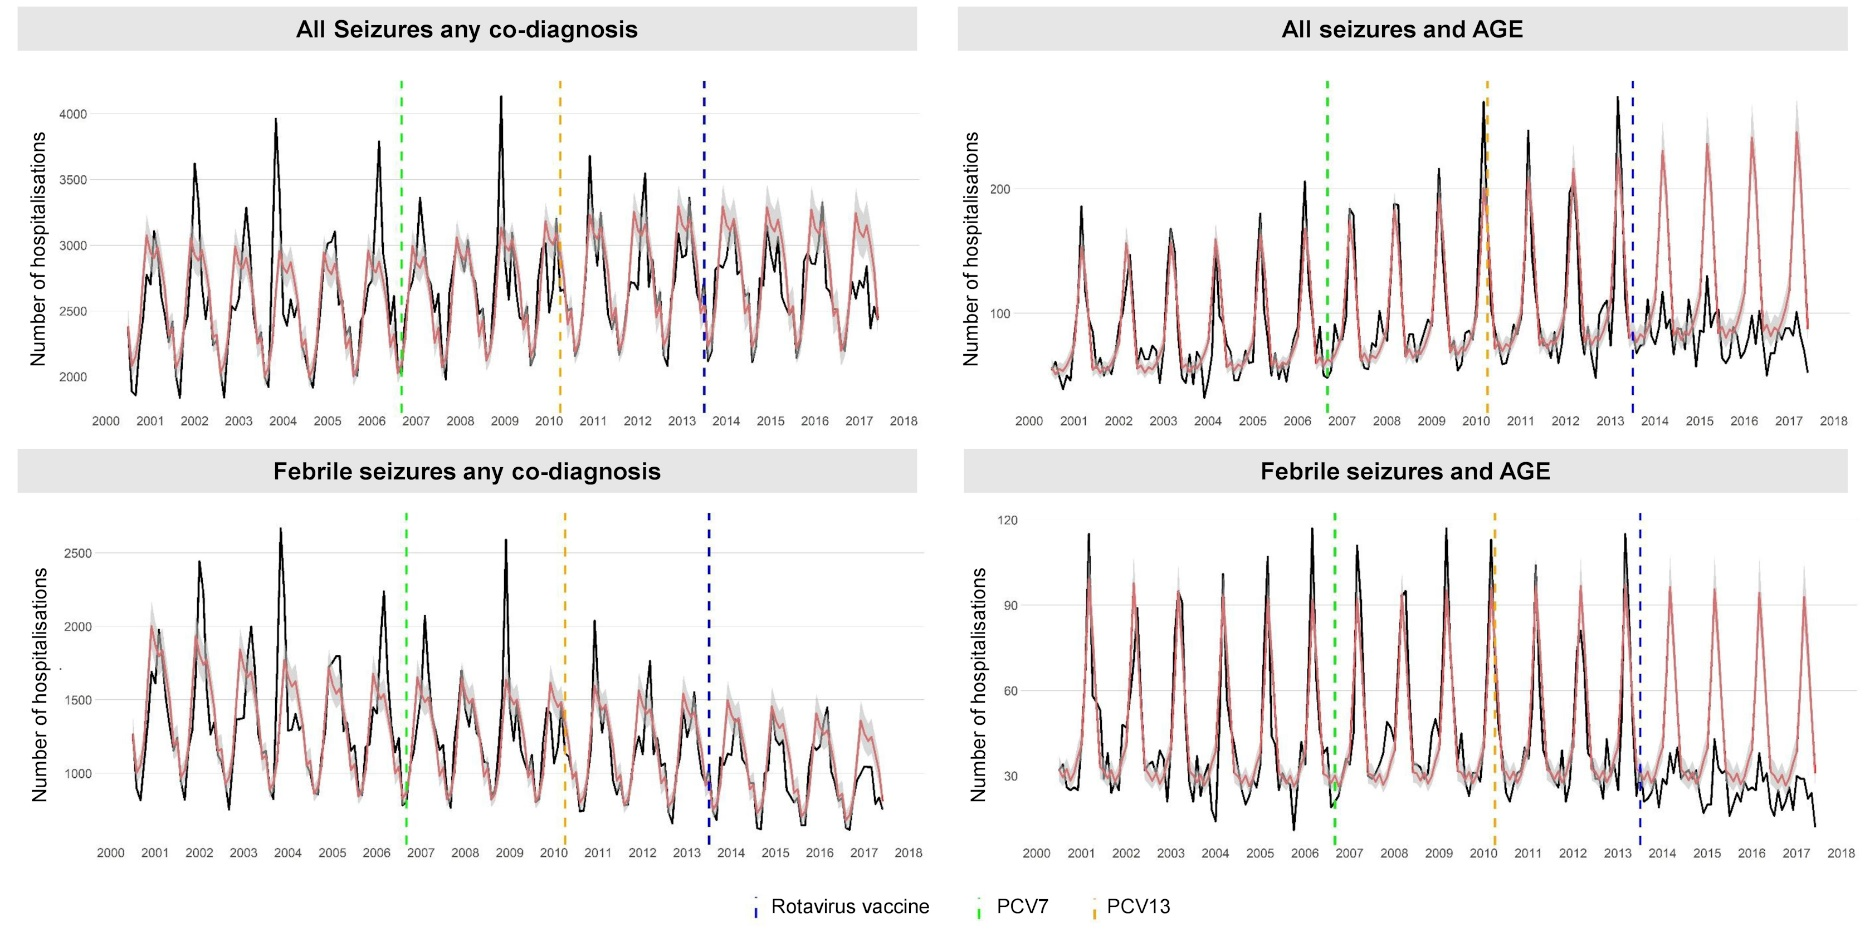 All Seizures any co-diagnosis
Number of hospitalisations
4000
3500
3000
2500
2000
2000 2001 2002 2003 2004 2005 2006 2007 2008 2009 2010 2011 2012 2013 2014 2015 2016 2017 2018
All seizures and AGE
Number of hospitalisations
200
100
2000 2001 2002 2003 2004 2005 2006 2007 2008 2009 2010 2011 2012 2013 2014 2015 2016 2017 2018
Febrile seizures any co-diagnosis
Number of hospitalisations
2500
2000
1500
1000
2000 2001 2002 2003 2004 2005 2006 2007 2008 2009 2010 2011 2012 2013 2014 2015 2016 2017 2018
Febrile seizures and AGE
Number of hospitalisations
120
90
60
30
2000 2001 2002 2003 2004 2005 2006 2007 2008 2009 2010 2011 2012 2013 2014 2015 2016 2017 2018
Rotavirus vaccine PCV7 PCV13